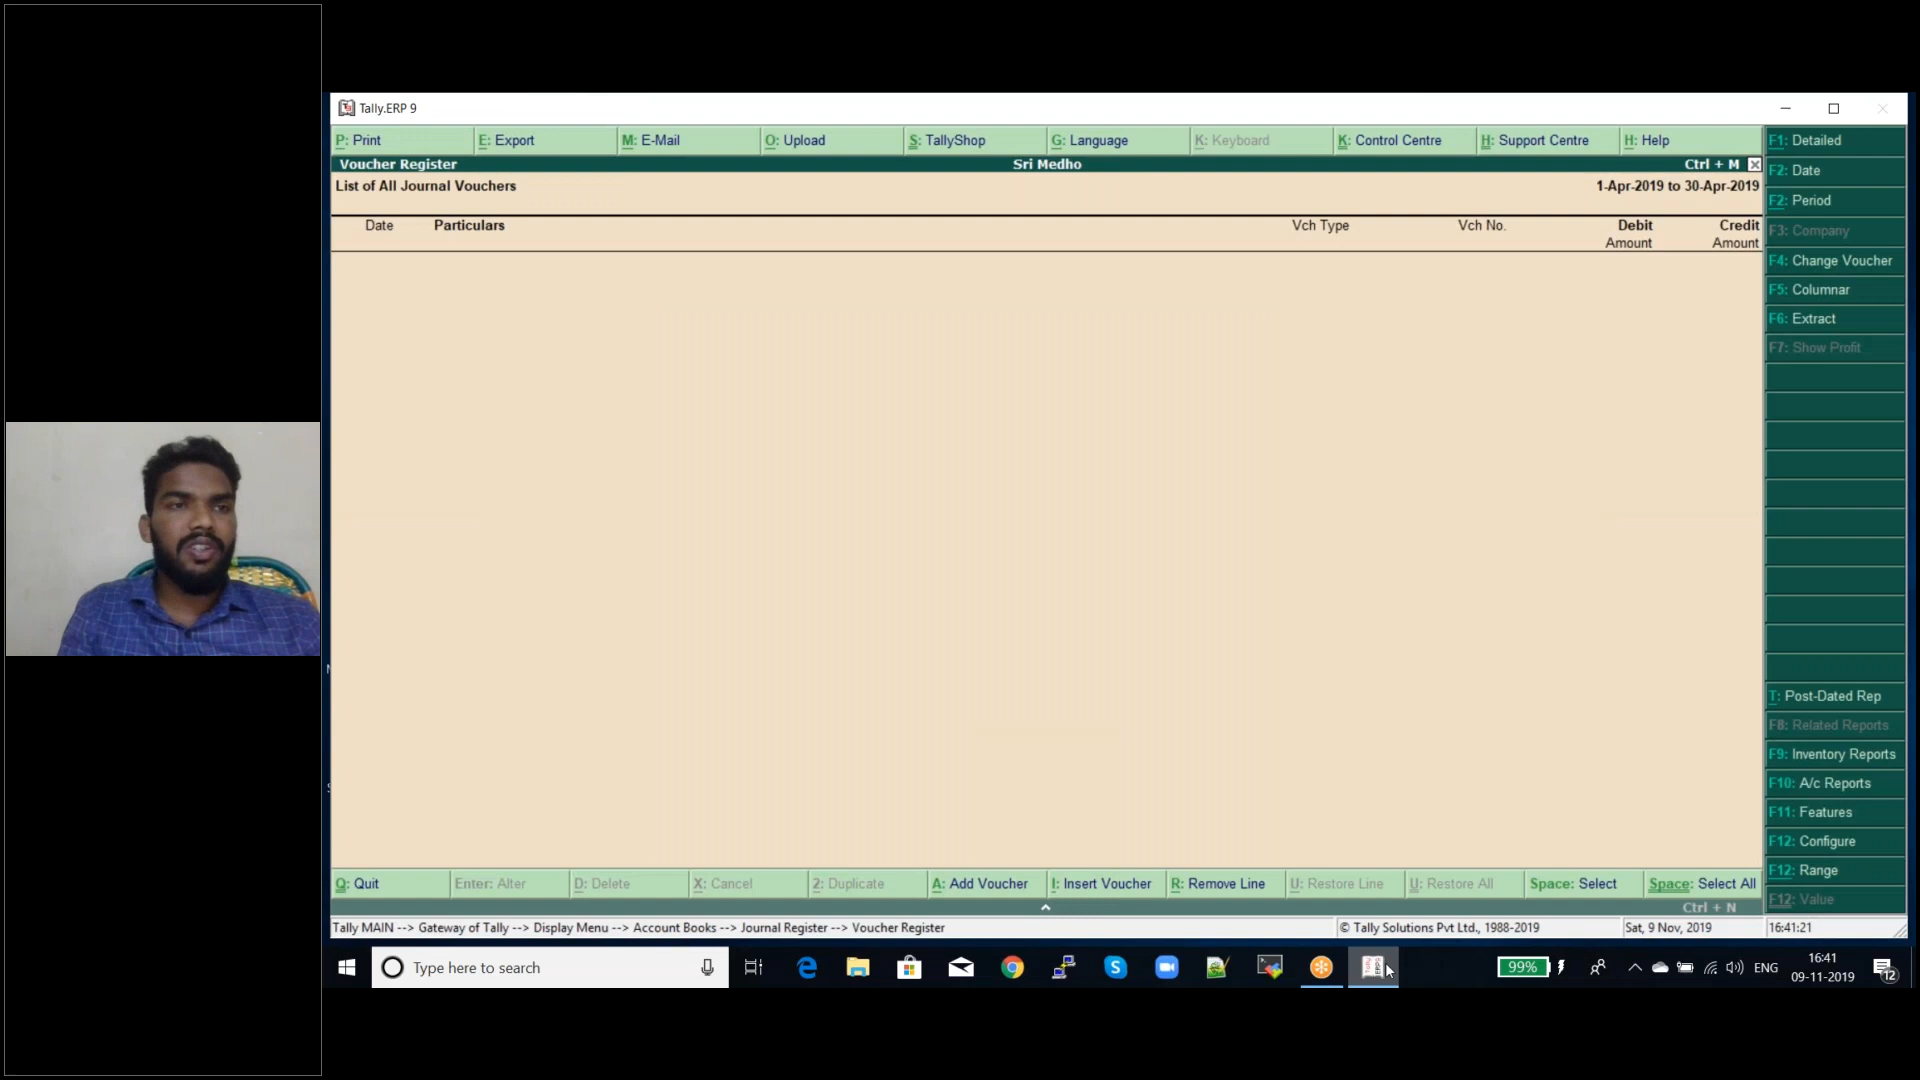 Tally.ERP 9
P: Print E: Export M: E-Mail O: Upload S: TallyShop G: Language K: Keyboard K: Control Centre H: Support Centre H: Help
Voucher Register Sri Medho Ctrl + M
List of All Journal Vouchers 1-Apr-2019 to 30-Apr-2019
Date Particulars Vch Type Vch No. Debit Credit
Amount Amount
F1: Detailed
F2: Date
F2: Period
F3: Company
F4: Change Voucher
F5: Columnar
F6: Extract
F7: Show Profit
T: Post-Dated Rep
F8: Related Reports
F9: Inventory Reports
F10: A/c Reports
F11: Features
F12: Configure
F12: Range
F12: Value
Q: Quit Enter: Alter D: Delete X: Cancel 2: Duplicate A: Add Voucher I: Insert Voucher R: Remove Line U: Restore Line U: Restore All Space: Select Space: Select All
Ctrl + N
Tally MAIN --> Gateway of Tally --> Display Menu --> Account Books --> Journal Register --> Voucher Register © Tally Solutions Pvt Ltd., 1988-2019 Sat, 9 Nov, 2019 16:41:21
Type here to search 99% ENG 16:41
09-11-2019 12